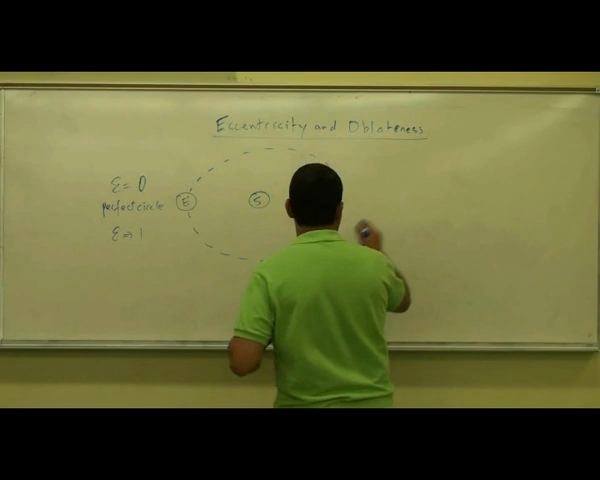 Eccentricity and Oblateness
ε = 0
perfect circle
E
S
ε ⇒ 1